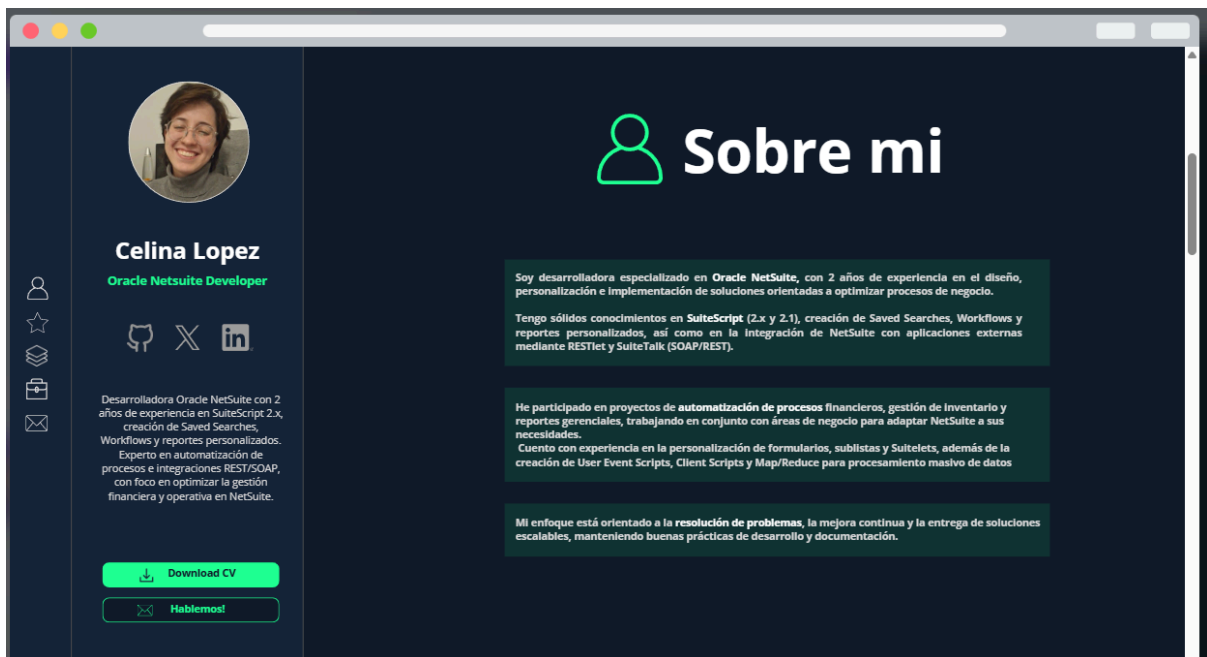 Celina Lopez
Oracle Netsuite Developer
in
Desarrolladora Oracle NetSuite con 2
años de experiencia en SuiteScript 2.x,
creación de Saved Searches,
Workflows y reportes personalizados.
Experto en automatización de
procesos e integraciones REST/SOAP,
con foco en optimizar la gestión
financiera y operativa en NetSuite.
Download CV
Hablemos!
Sobre mi
Soy desarrolladora especializado en Oracle NetSuite, con 2 años de experiencia en el diseño,
personalización e implementación de soluciones orientadas a optimizar procesos de negocio.
Tengo sólidos conocimientos en SuiteScript (2.x y 2.1), creación de Saved Searches, Workflows y
reportes personalizados, así como en la integración de NetSuite con aplicaciones externas
mediante RESTlet y SuiteTalk (SOAP/REST).
He participado en proyectos de automatización de procesos financieros, gestión de inventario y
reportes gerenciales, trabajando en conjunto con áreas de negocio para adaptar NetSuite a sus
necesidades.
Cuento con experiencia en la personalización de formularios, sublistas y Suitelets, además de la
creación de User Event Scripts, Client Scripts y Map/Reduce para procesamiento masivo de datos
Mi enfoque está orientado a la resolución de problemas, la mejora continua y la entrega de soluciones
escalables, manteniendo buenas prácticas de desarrollo y documentación.